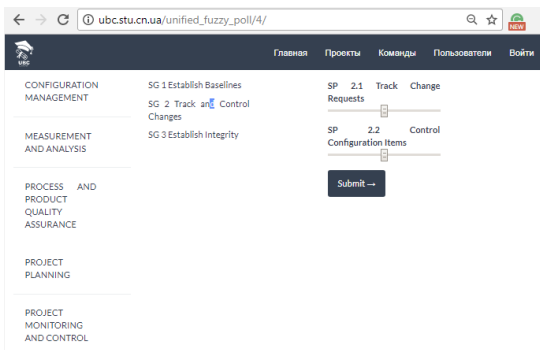 ubc.stu.cn.ua/unified_fuzzy_poll/4/
NEW
UBC
Главная Проекты Команды Пользователи Войти
CONFIGURATION
MANAGEMENT
MEASUREMENT
AND ANALYSIS
PROCESS AND
PRODUCT
QUALITY
ASSURANCE
PROJECT
PLANNING
PROJECT
MONITORING
AND CONTROL
SG 1 Establish Baselines
SG 2 Track and Control
Changes
SG 3 Establish Integrity
SP 2.1 Track Change
Requests
SP 2.2 Control
Configuration Items
Submit →